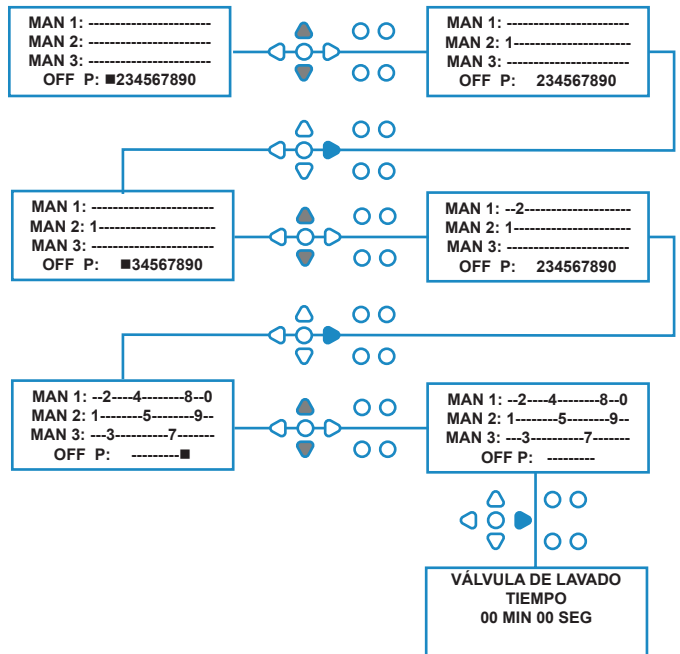 MAN 1: -----------------------
MAN 2: -----------------------
MAN 3: -----------------------
OFF P: ■234567890
MAN 1: -----------------------
MAN 2: 1----------------------
MAN 3: -----------------------
OFF P: 234567890
MAN 1: -----------------------
MAN 2: 1----------------------
MAN 3: -----------------------
OFF P: ■34567890
MAN 1: --2--------------------
MAN 2: 1----------------------
MAN 3: -----------------------
OFF P: 234567890
MAN 1: --2----4--------8--0
MAN 2: 1-------5--------9--
MAN 3: ---3----------7-------
OFF P: ---------■
MAN 1: --2----4--------8--0
MAN 2: 1-------5--------9--
MAN 3: ---3----------7-------
OFF P: ---------
VÁLVULA DE LAVADO
TIEMPO
00 MIN 00 SEG